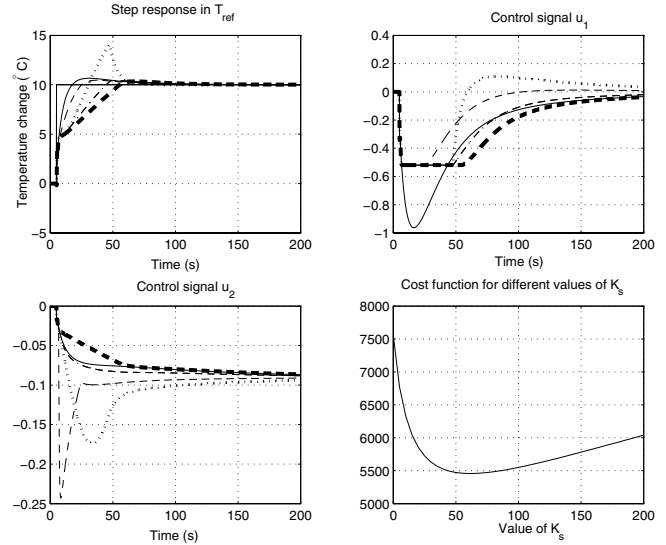 Step response in T_ref
Temperature change (° C)
15
10
5
0
−5
0 50 100 150 200
Time (s)
Control signal u_1
0.4
0.2
0
−0.2
−0.4
−0.6
−0.8
−1
0 50 100 150 200
Time (s)
Control signal u_2
0
−0.05
−0.1
−0.15
−0.2
−0.25
0 50 100 150 200
Time (s)
Cost function for different values of K_s
8000
7500
7000
6500
6000
5500
5000
0 50 100 150 200
Value of K_s